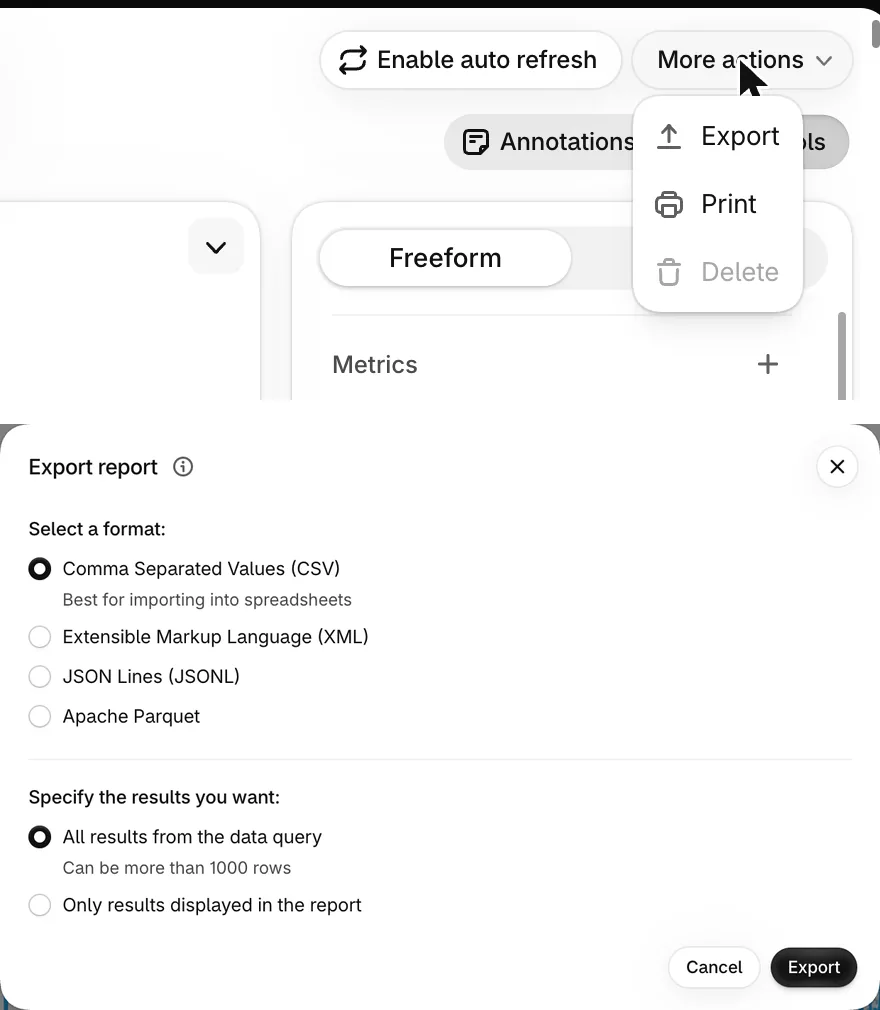 Enable auto refresh
More actions
Annotations
Export
Print
Delete
Freeform
Metrics
Export report
Select a format:
Comma Separated Values (CSV)
Best for importing into spreadsheets
Extensible Markup Language (XML)
JSON Lines (JSONL)
Apache Parquet
Specify the results you want:
All results from the data query
Can be more than 1000 rows
Only results displayed in the report
Cancel
Export